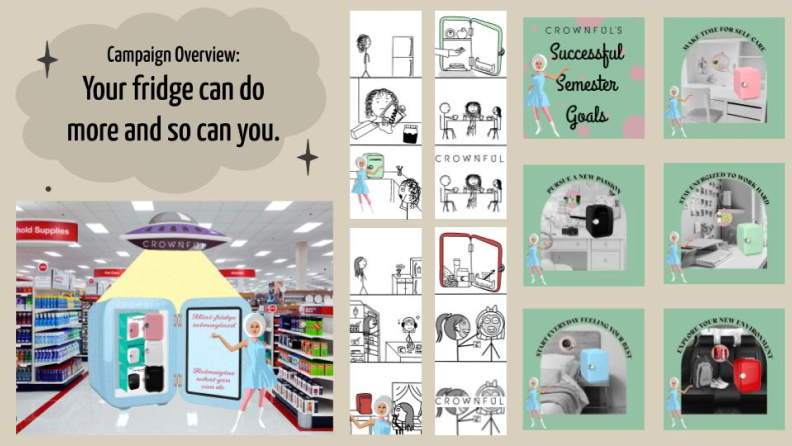 Campaign Overview:
Your fridge can do
more and so can you.
hold Supplies
CROWNFUL
Mini fridge
reimagined
Reimagine
what you
can do
CROWNFUL
CROWNFUL
CROWNFUL'S
Successful
Semester
Goals
MAKE TIME FOR SELF CARE
PURSUE A NEW PASSION
STAY ENERGIZED TO WORK HARD
START EVERYDAY FEELING YOUR BEST
EXPLORE YOUR NEW ENVIRONMENT